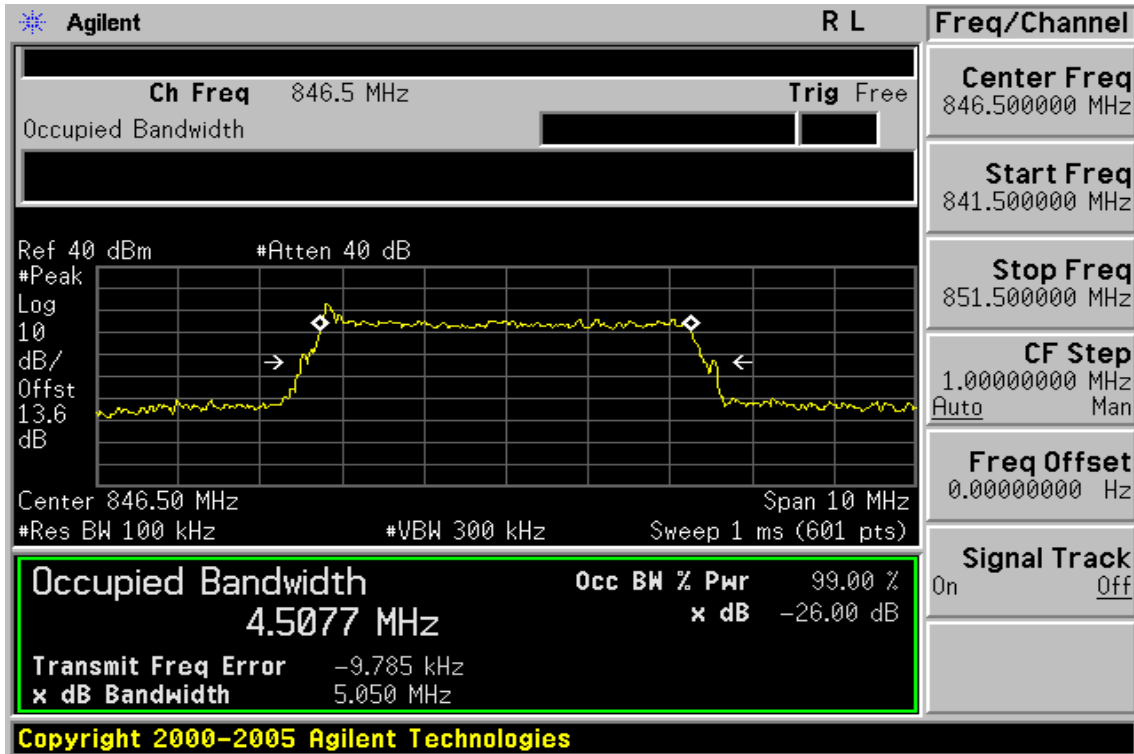 Agilent R L
Freq/Channel
Ch Freq 846.5 MHz Trig Free
Occupied Bandwidth
Center Freq
846.500000 MHz
Start Freq
841.500000 MHz
Stop Freq
851.500000 MHz
CF Step
1.00000000 MHz
Auto Man
Freq Offset
0.00000000 Hz
Signal Track
On Off
Ref 40 dBm #Atten 40 dB
#Peak
Log
10
dB/
Offst
13.6
dB
Center 846.50 MHz Span 10 MHz
#Res BW 100 kHz #VBW 300 kHz Sweep 1 ms (601 pts)
Occupied Bandwidth Occ BW % Pwr 99.00 %
4.5077 MHz x dB -26.00 dB
Transmit Freq Error -9.785 kHz
x dB Bandwidth 5.050 MHz
Copyright 2000-2005 Agilent Technologies